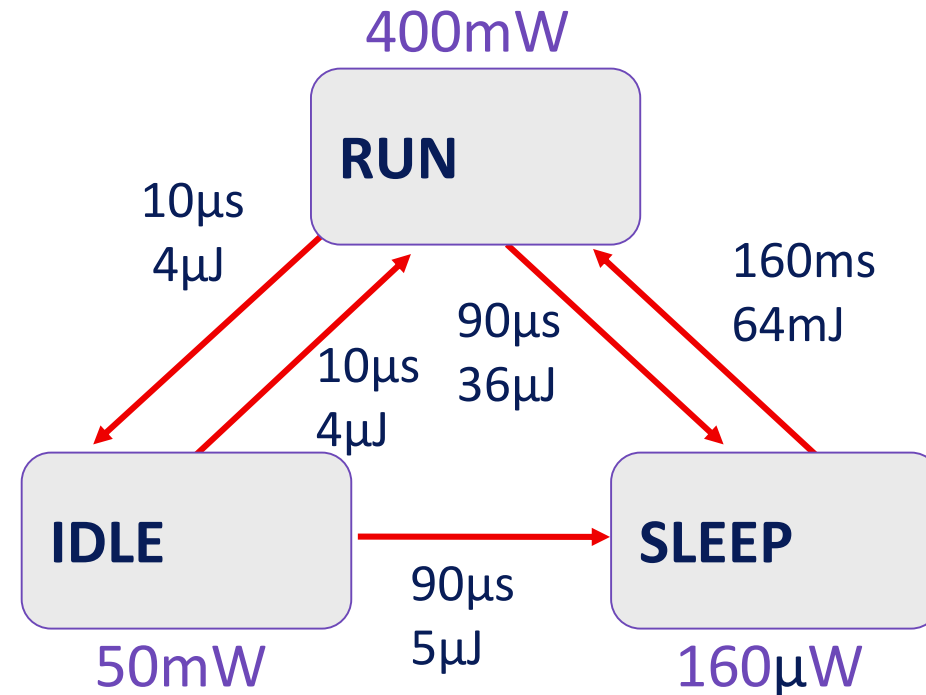 400mW
RUN
10µs
4µJ
160ms
64mJ
90µs
36µJ
10µs
4µJ
IDLE
SLEEP
90µs
5µJ
50mW
160µW